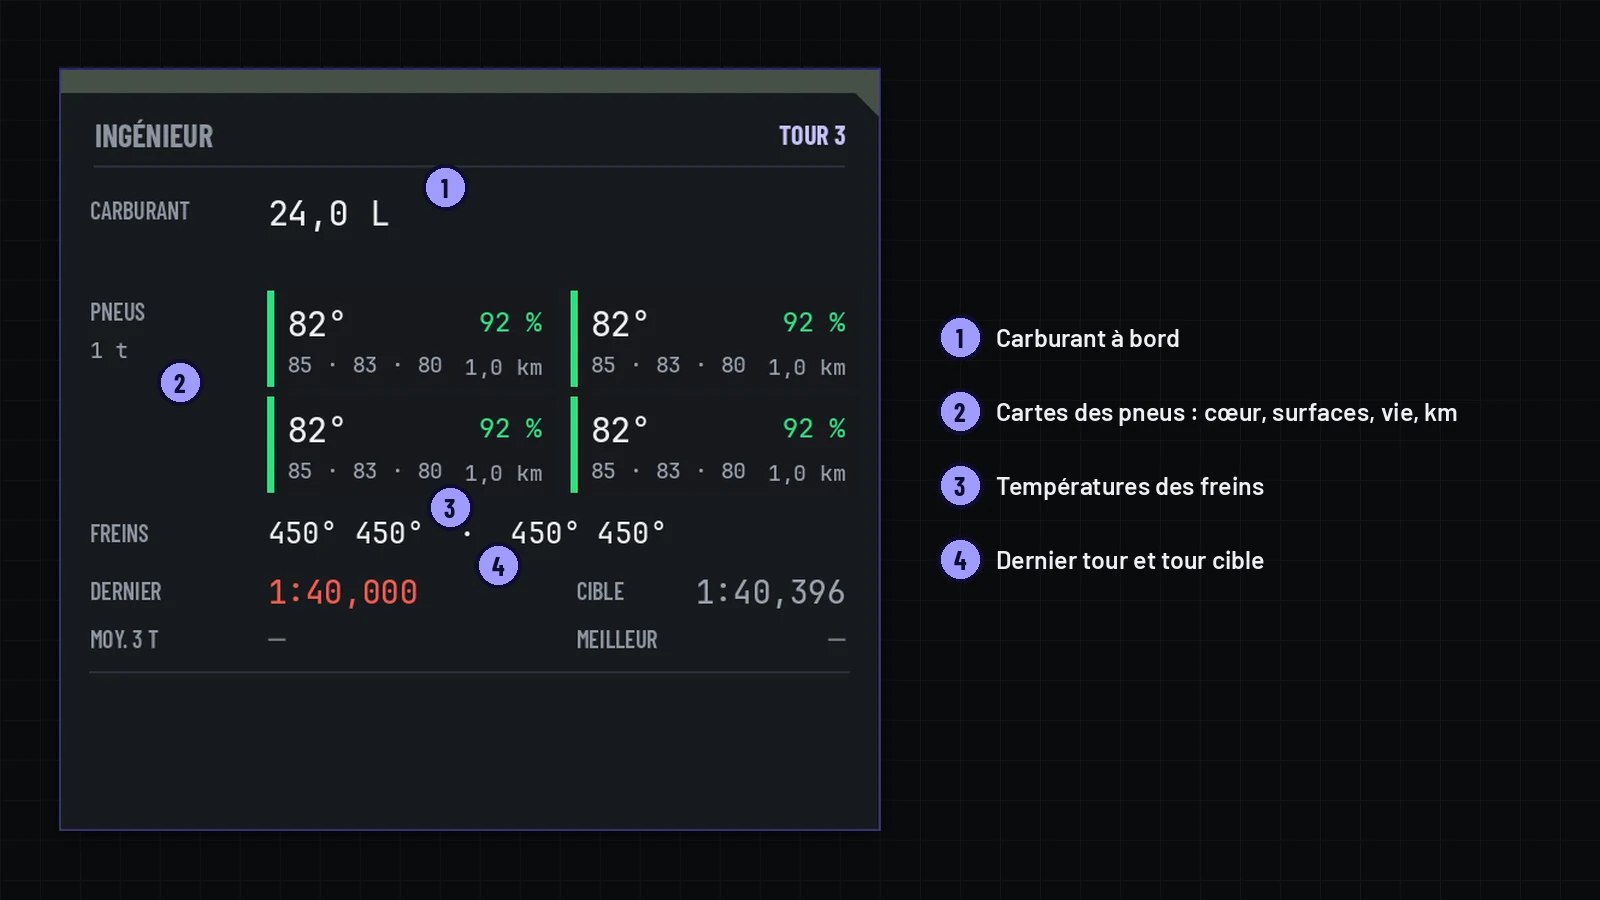 INGÉNIEUR TOUR 3
1
CARBURANT 24,0 L
PNEUS 82° 92 % 82° 92 %
1 t 85 · 83 · 80 1,0 km 85 · 83 · 80 1,0 km
2
82° 92 % 82° 92 %
85 · 83 · 80 1,0 km 85 · 83 · 80 1,0 km
3
FREINS 450° 450° · 450° 450°
4
DERNIER 1:40,000 CIBLE 1:40,396
MOY. 3 T — MEILLEUR —
1 Carburant à bord
2 Cartes des pneus : cœur, surfaces, vie, km
3 Températures des freins
4 Dernier tour et tour cible